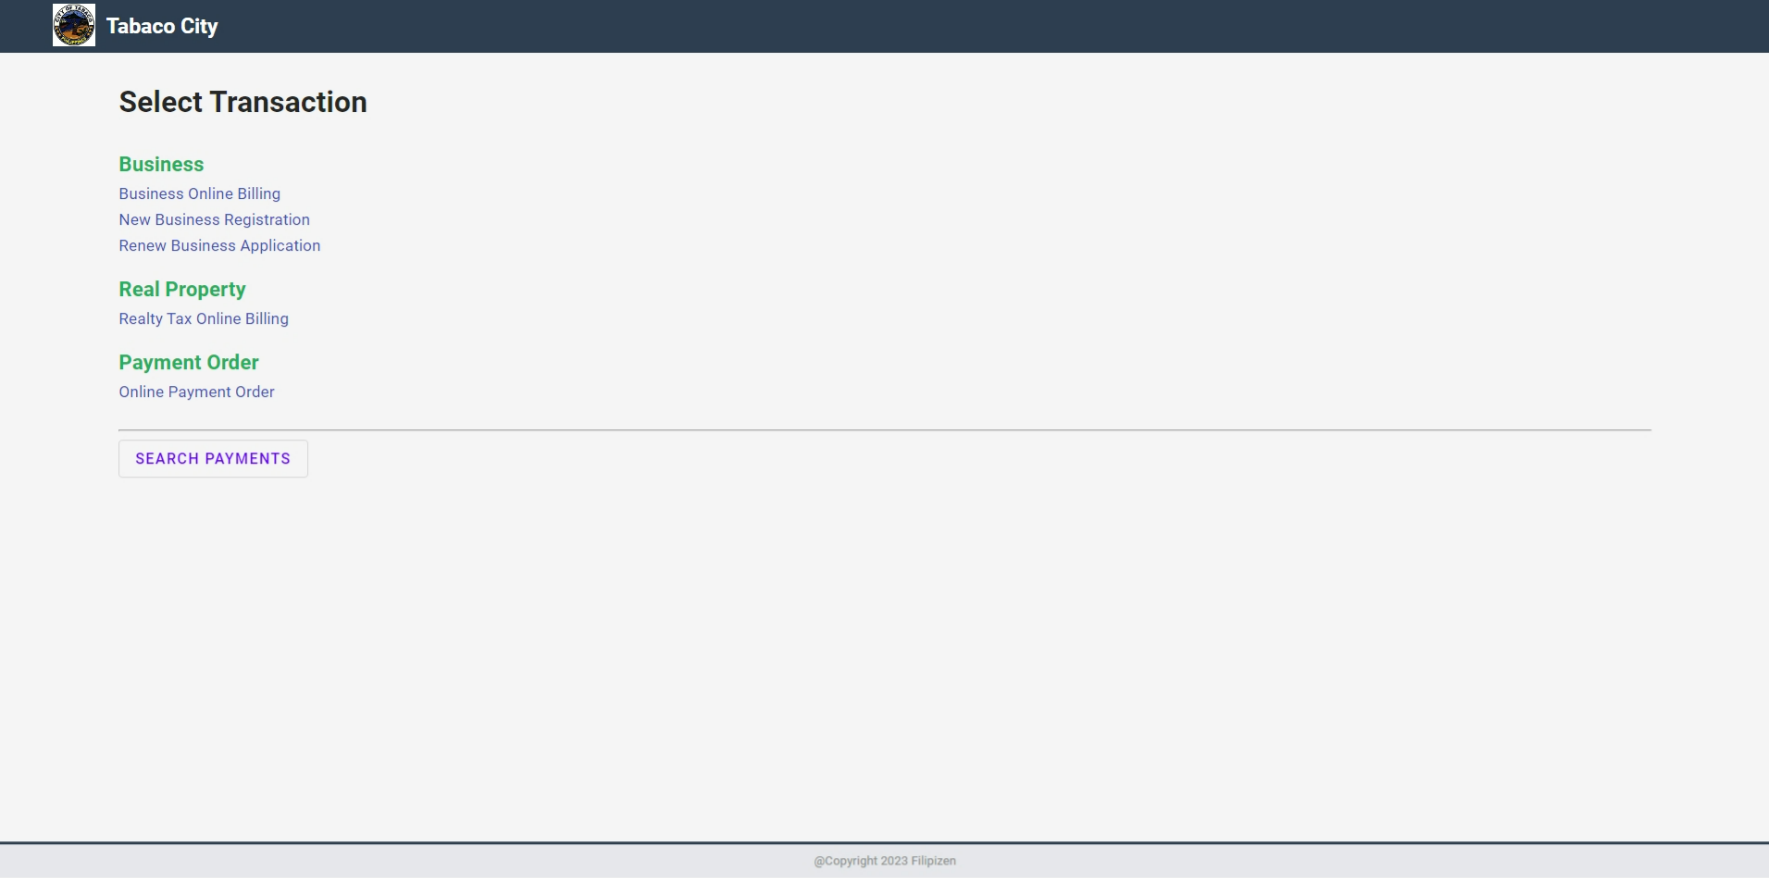 Tabaco City
Select Transaction
Business
Business Online Billing
New Business Registration
Renew Business Application
Real Property
Realty Tax Online Billing
Payment Order
Online Payment Order
SEARCH PAYMENTS
@Copyright 2023 Filipizen